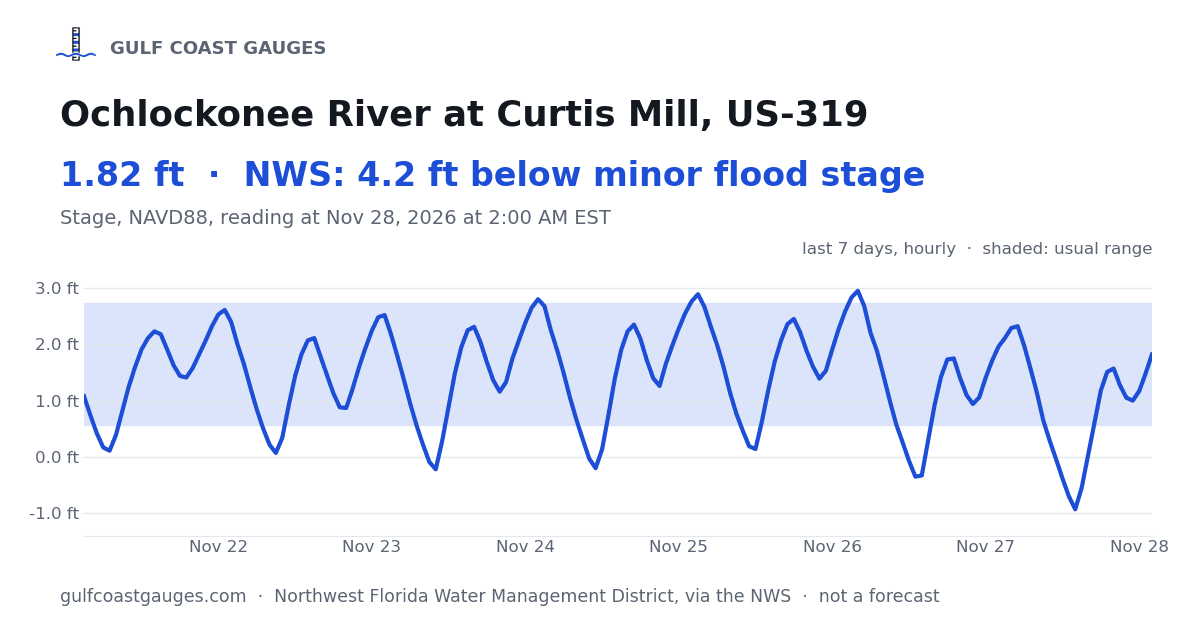 GULF COAST GAUGES
Ochlockonee River at Curtis Mill, US-319
1.82 ft · NWS: 4.2 ft below minor flood stage
Stage, NAVD88, reading at Nov 28, 2026 at 2:00 AM EST
last 7 days, hourly · shaded: usual range
3.0 ft
2.0 ft
1.0 ft
0.0 ft
-1.0 ft
Nov 22 Nov 23 Nov 24 Nov 25 Nov 26 Nov 27 Nov 28
gulfcoastgauges.com · Northwest Florida Water Management District, via the NWS · not a forecast